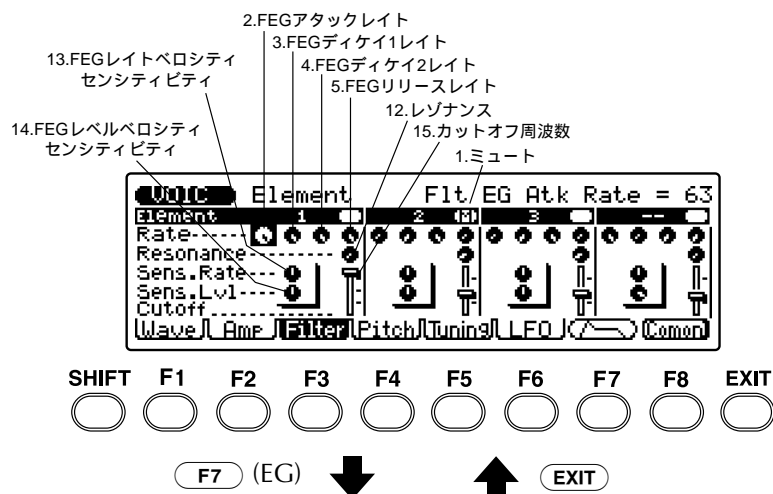 2.FEGアタックレイト
3.FEGディケイ1レイト
13.FEGレイトベロシティ
センシティビティ
4.FEGディケイ2レイト
5.FEGリリースレイト
12.レゾナンス
14.FEGレベルベロシティ
センシティビティ
15.カットオフ周波数
1.ミュート
VOIC Element Flt EG Atk Rate = 63
Element 1 2 (M) 3 --
Rate
Resonance
Sens.Rate
Sens.Lvl
Cutoff
Wave Amp Filter Pitch Tuning LFO Comon
SHIFT F1 F2 F3 F4 F5 F6 F7 F8 EXIT
F7 (EG) EXIT